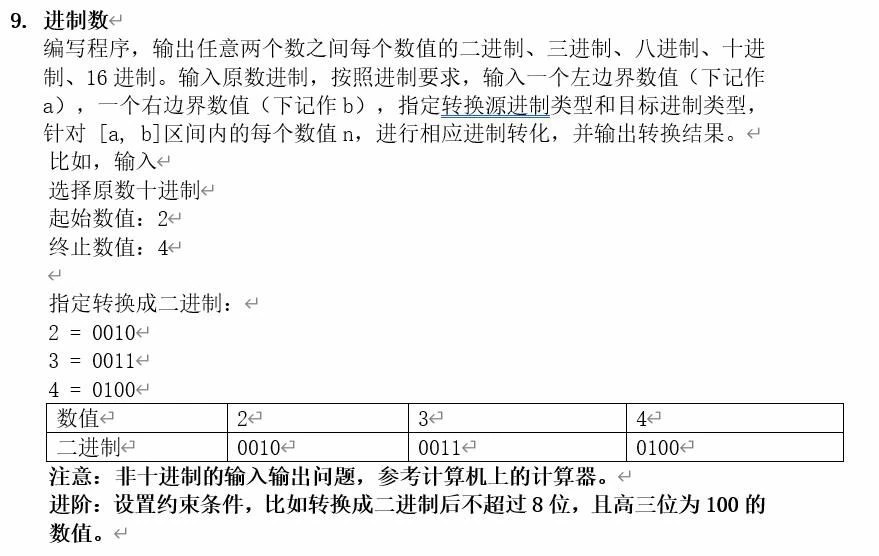 9. 进制数
编写程序，输出任意两个数之间每个数值的二进制、三进制、八进制、十进
制、16进制。输入原数进制，按照进制要求，输入一个左边界数值（下记作
a），一个右边界数值（下记作b），指定转换源进制类型和目标进制类型，
针对 [a, b]区间内的每个数值n，进行相应进制转化，并输出转换结果。
比如，输入
选择原数十进制
起始数值：2
终止数值：4
指定转换成二进制：
2 = 0010
3 = 0011
4 = 0100
数值 2 3 4
二进制 0010 0011 0100
注意：非十进制的输入输出问题，参考计算机上的计算器。
进阶：设置约束条件，比如转换成二进制后不超过8位，且高三位为100的
数值。